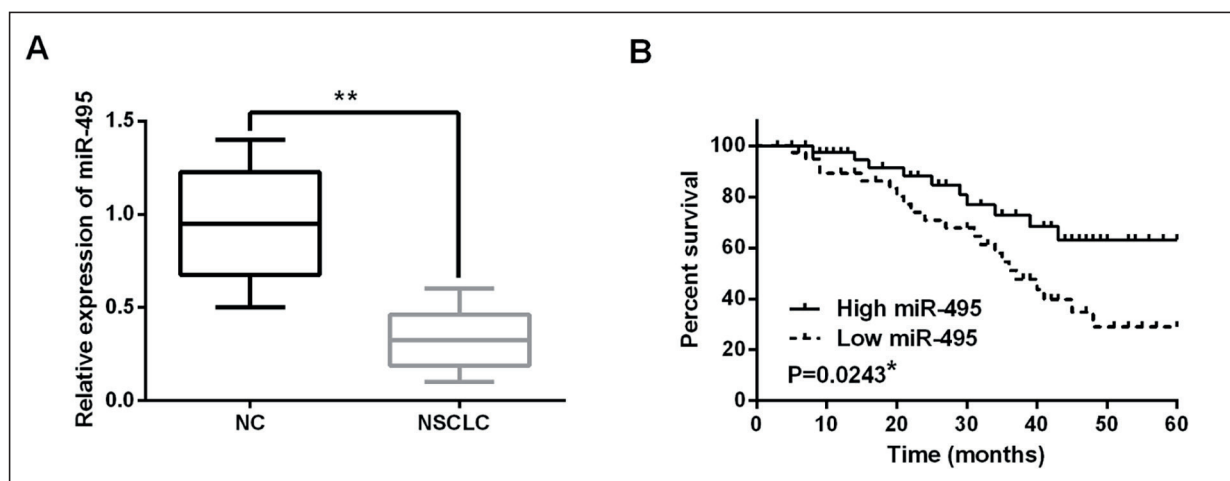 A
Relative expression of miR-495
1.5
1.0
0.5
0.0
**
NC
NSCLC
B
Percent survival
100
80
60
40
20
0
High miR-495
Low miR-495
P=0.0243*
0
10
20
30
40
50
60
Time (months)